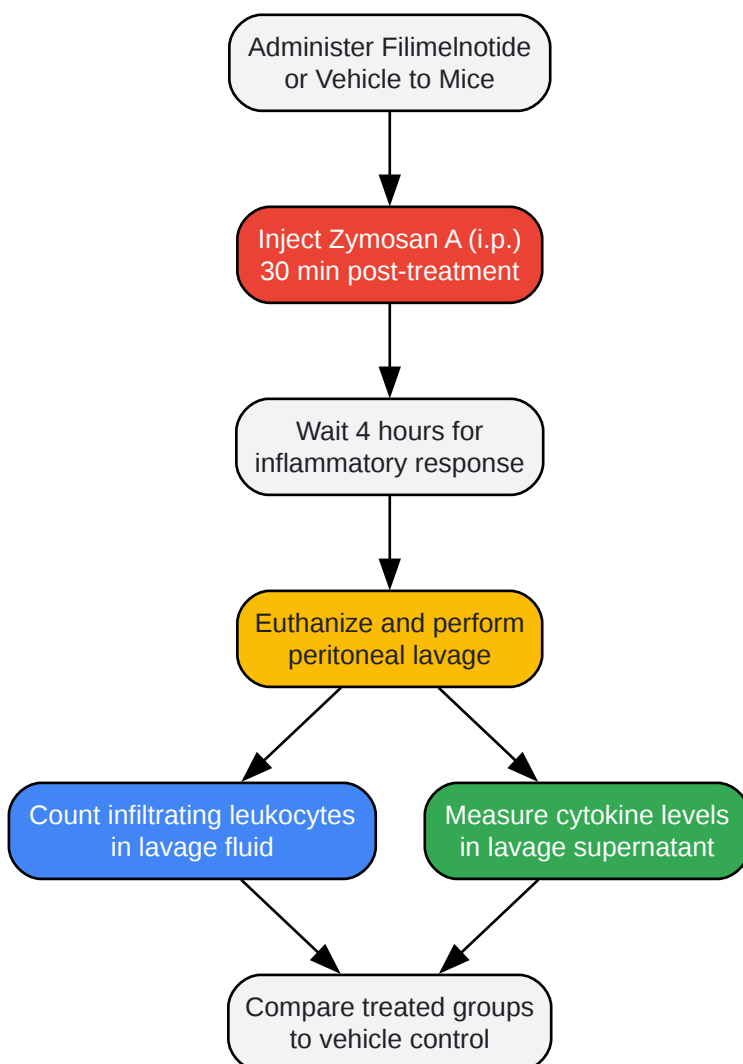 Administer Filimelnotide
or Vehicle to Mice
Inject Zymosan A (i.p.)
30 min post-treatment
Wait 4 hours for
inflammatory response
Euthanize and perform
peritoneal lavage
Count infiltrating leukocytes
in lavage fluid
Measure cytokine levels
in lavage supernatant
Compare treated groups
to vehicle control